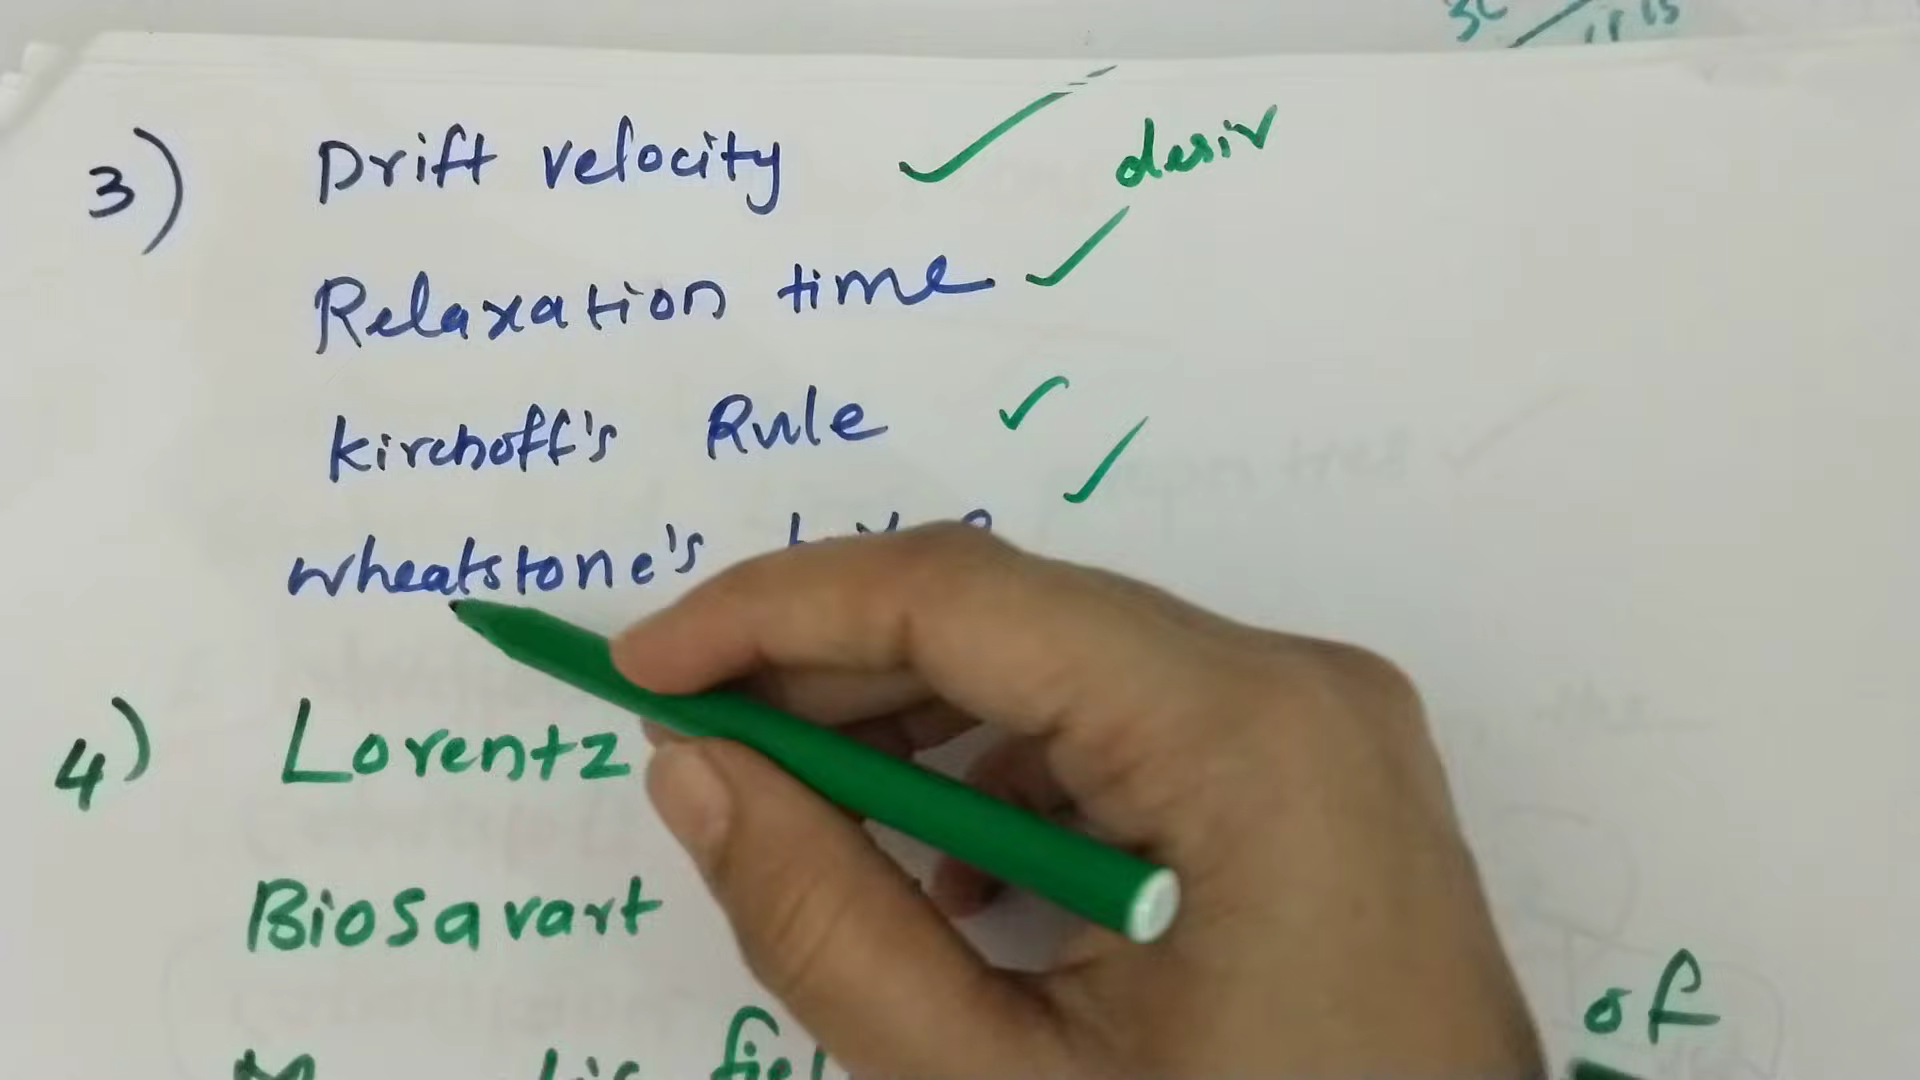 3) Drift velocity deriv
Relaxation time
Kirchoff's Rule
Wheatstone's
4) Lorentz
BioSavart
of